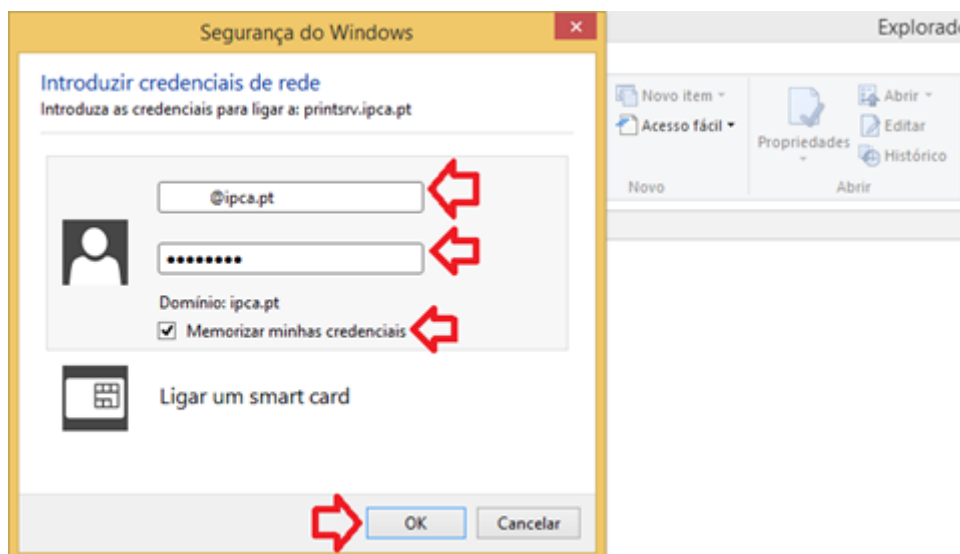 Segurança do Windows
Introduzir credenciais de rede
Introduza as credenciais para ligar a: printsrv.ipca.pt
@ipca.pt
••••••••
Domínio: ipca.pt
Memorizar minhas credenciais
Ligar um smart card
OK
Cancelar
Novo item
Acesso fácil
Novo
Propriedades
Abrir
Editar
Histórico
Abrir